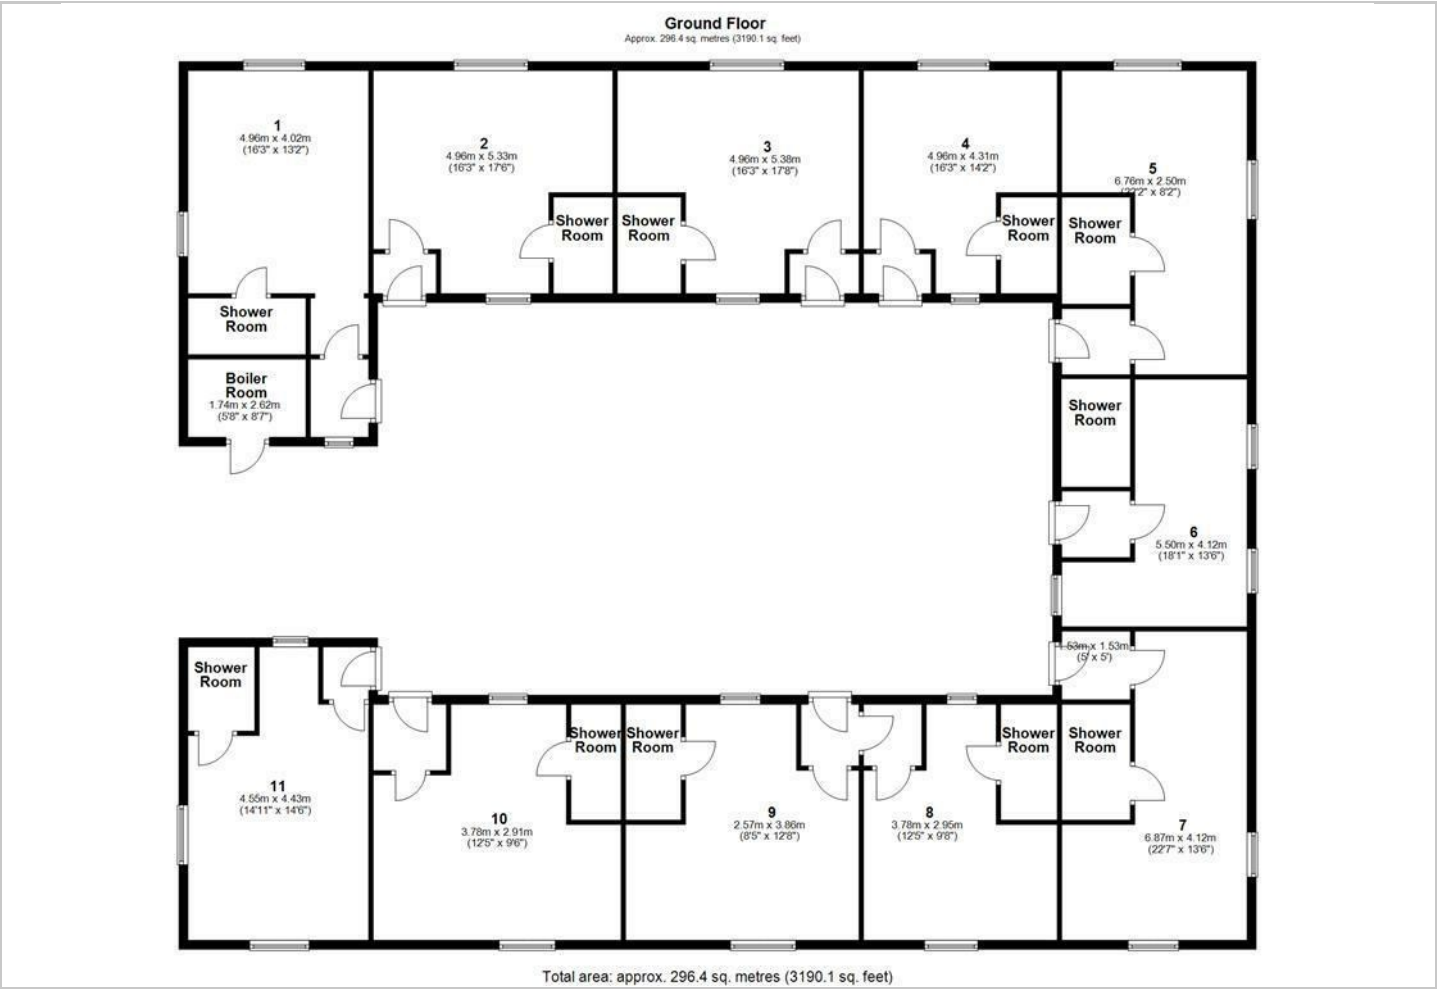 Ground Floor
Approx. 296.4 sq. metres (3190.1 sq. feet)
1
4.96m x 4.02m
(16'3" x 13'2")
2
4.96m x 5.33m
(16'3" x 17'6")
3
4.96m x 5.38m
(16'3" x 17'8")
4
4.96m x 4.31m
(16'3" x 14'2")
5
6.76m x 2.50m
(22'2" x 8'2")
Shower
Room
Shower
Room
Shower
Room
Shower
Room
Shower
Room
Boiler
Room
1.74m x 2.62m
(5'8" x 8'7")
Shower
Room
6
5.50m x 4.12m
(18'1" x 13'6")
1.53m x 1.53m
(5' x 5')
Shower
Room
Shower
Room
Shower
Room
Shower
Room
Shower
Room
11
4.55m x 4.43m
(14'11" x 14'6")
10
3.78m x 2.91m
(12'5" x 9'6")
9
2.57m x 3.86m
(8'5" x 12'8")
8
3.78m x 2.95m
(12'5" x 9'8")
7
6.87m x 4.12m
(22'7" x 13'6")
Total area: approx. 296.4 sq. metres (3190.1 sq. feet)